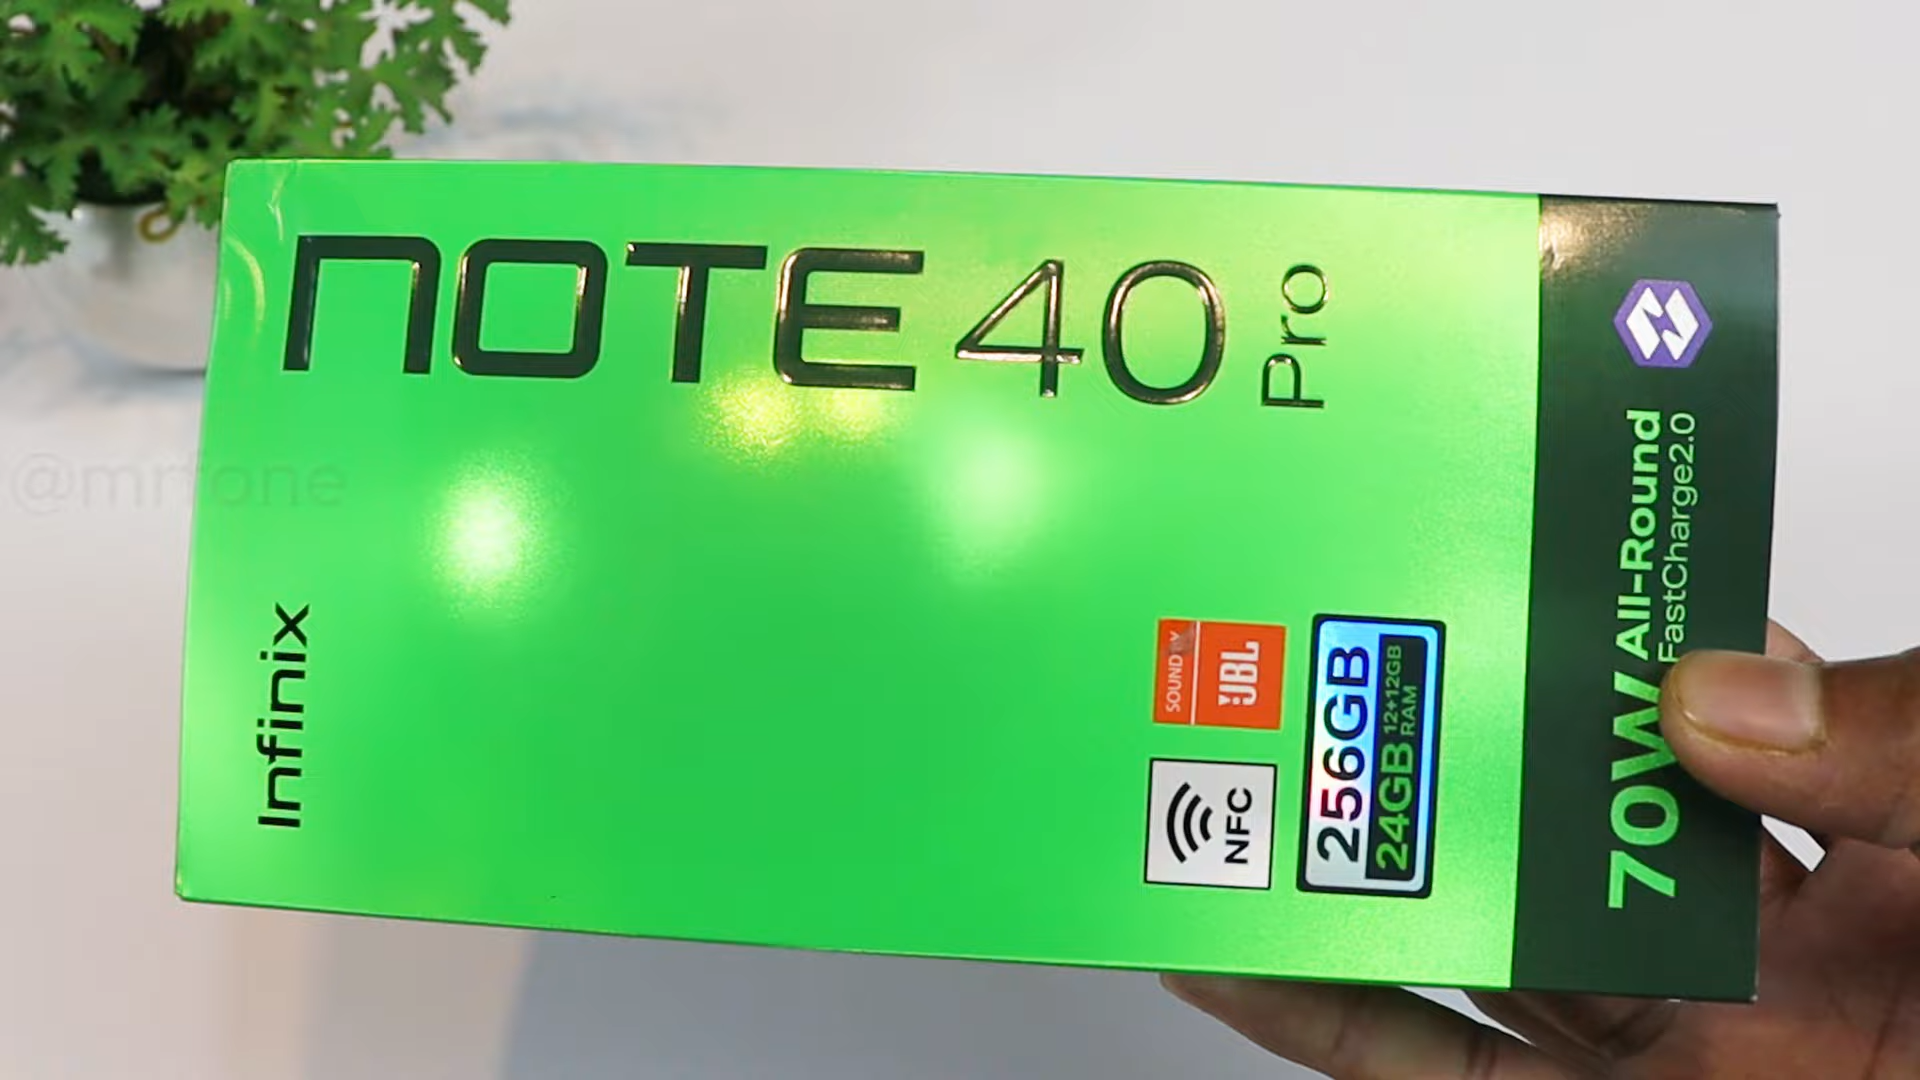 NOTE 40 Pro
Infinix
SOUND BY
JBL
NFC
256GB
24GB 12+12GB
RAM
70W All-Round
FastCharge2.0